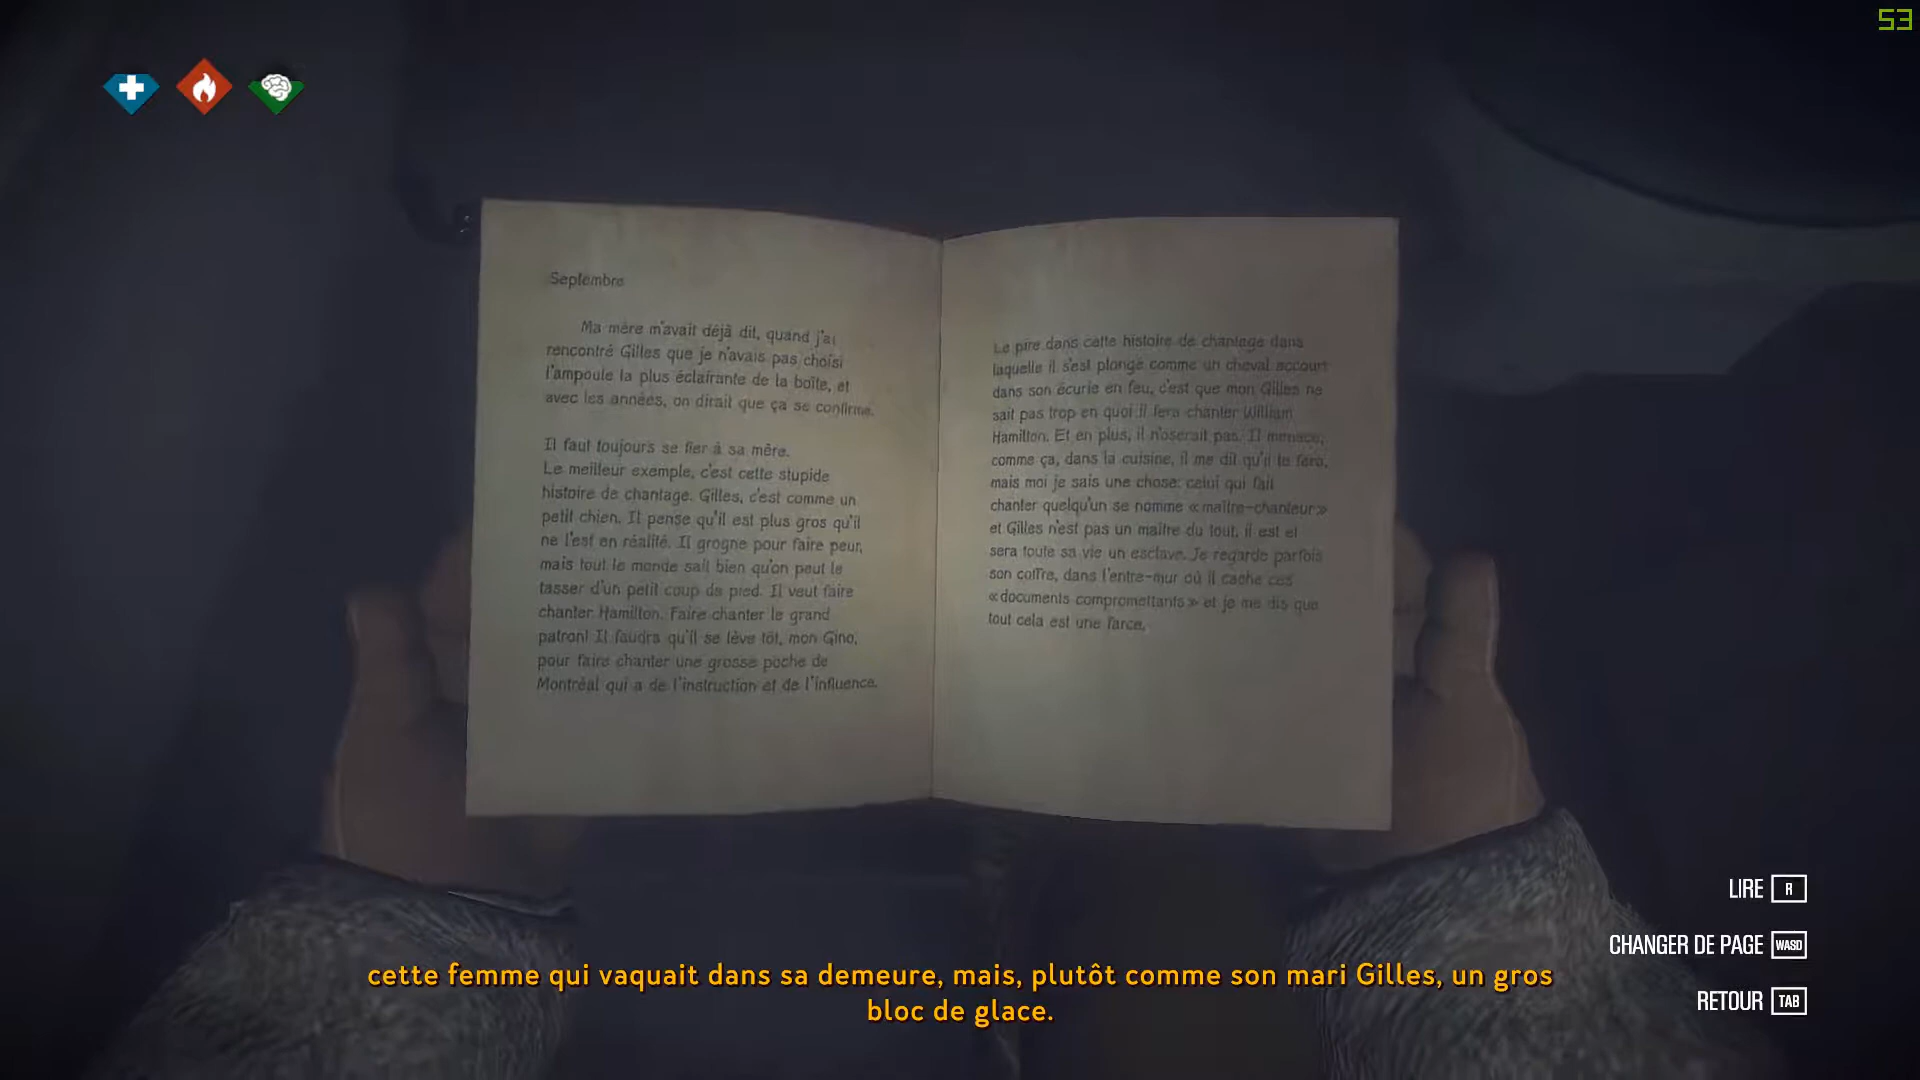 53
Septembre
Ma mère m'avait déjà dit, quand j'ai
rencontré Gilles que je n'avais pas choisi
l'ampoule la plus éclairante de la boîte, et
avec les années, on dirait que ça se confirme.
Il faut toujours se fier à sa mère.
Le meilleur exemple, c'est cette stupide
histoire de chantage. Gilles, c'est comme un
petit chien. Il pense qu'il est plus gros qu'il
ne l'est en réalité. Il grogne pour faire peur,
mais tout le monde sait bien qu'on peut le
tasser d'un petit coup de pied. Il veut faire
chanter Hamilton. Faire chanter le grand
patron! Il faudra qu'il se lève tôt, mon Gino,
pour faire chanter une grosse poche de
Montréal qui a de l'instruction et de l'influence.
Le pire dans cette histoire de chantage dans
laquelle il s'est plongé comme un cheval accourt
dans son écurie en feu, c'est que mon Gilles ne
sait pas trop en quoi il fera chanter William
Hamilton. Et en plus, il n'oserait pas. Il menace,
comme ça, dans la cuisine, il me dit qu'il le fera,
mais moi je sais une chose: celui qui fait
chanter quelqu'un se nomme «maître-chanteur»
et Gilles n'est pas un maître du tout, il est et
sera toute sa vie un esclave. Je regarde parfois
son coffre, dans l'entre-mur où il cache ces
«documents compromettants» et je me dis que
tout cela est une farce.
LIRE R
CHANGER DE PAGE WASD
RETOUR TAB
cette femme qui vaquait dans sa demeure, mais, plutôt comme son mari Gilles, un gros
bloc de glace.